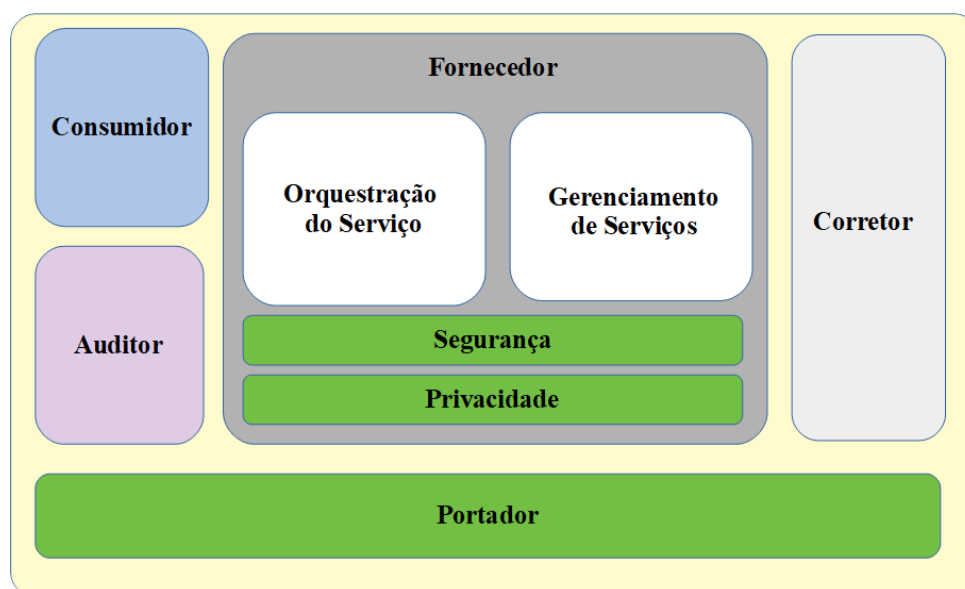 Consumidor
Auditor
Fornecedor
Orquestração
do Serviço
Gerenciamento
de Serviços
Segurança
Privacidade
Corretor
Portador